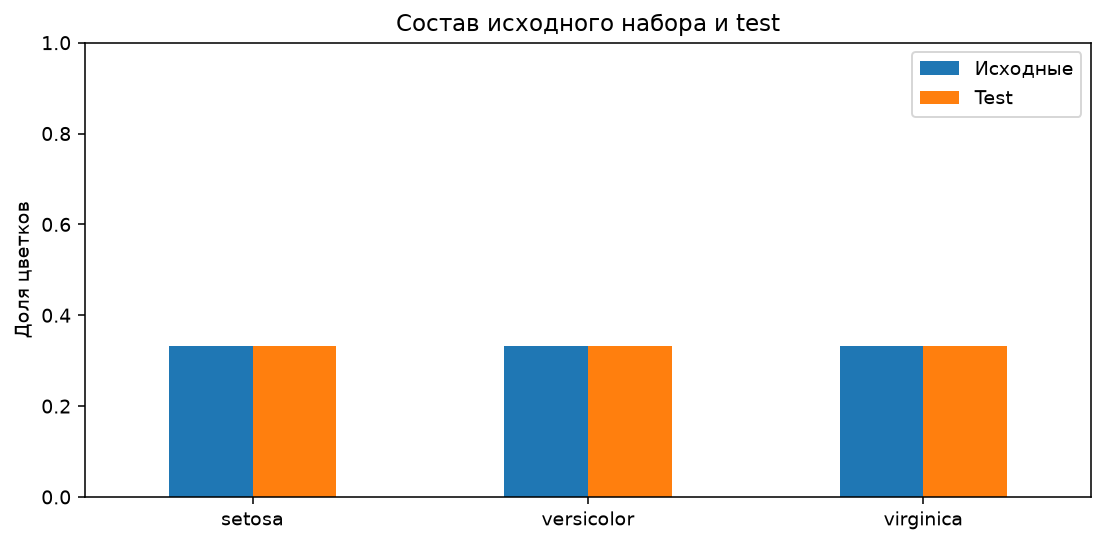 Состав исходного набора и test
Исходные
Test
Доля цветков
1.0
0.8
0.6
0.4
0.2
0.0
setosa
versicolor
virginica